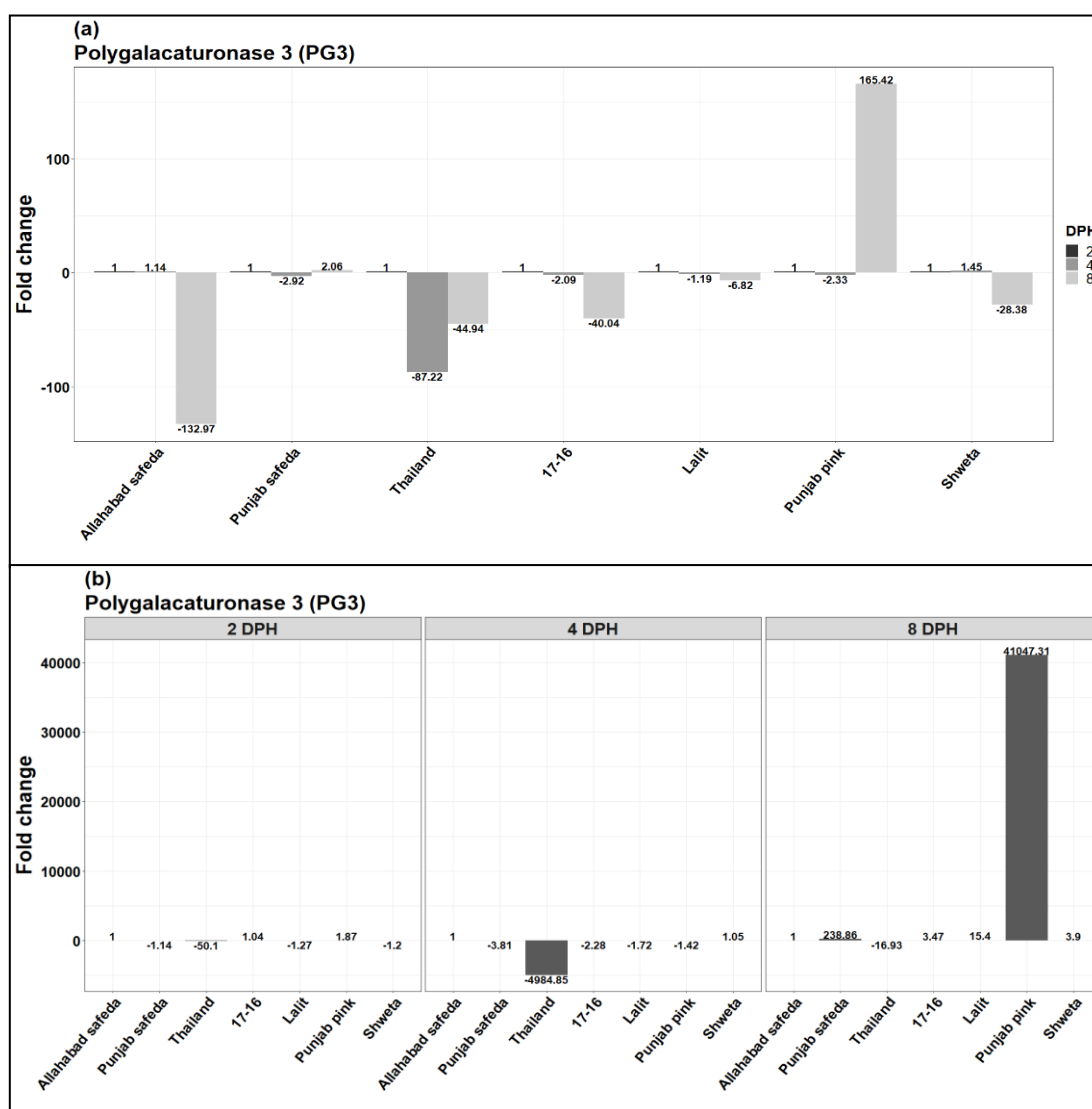 (a)
Polygalacaturonase 3 (PG3)
165.42
100
1 1.14 1 2.06 1 1 1 1 1 1.45
0
-2.92 -2.09 -1.19 -6.82 -2.33
-44.94 -40.04 -28.38
-87.22
-100
-132.97
Fold change
DPH
2
4
8
Allahabad safeda Punjab safeda Thailand 17-16 Lalit Punjab pink Shweta
(b)
Polygalacaturonase 3 (PG3)
2 DPH 4 DPH 8 DPH
41047.31
40000
30000
20000
10000
0
Fold change
1 -1.14 -50.1 1.04 -1.27 1.87 -1.2
1 -3.81 -4984.85 -2.28 -1.72 -1.42 1.05
1 238.86 -16.93 3.47 15.4 3.9
Allahabad safeda Punjab safeda Thailand 17-16 Lalit Punjab pink Shweta
Allahabad safeda Punjab safeda Thailand 17-16 Lalit Punjab pink Shweta
Allahabad safeda Punjab safeda Thailand 17-16 Lalit Punjab pink Shweta